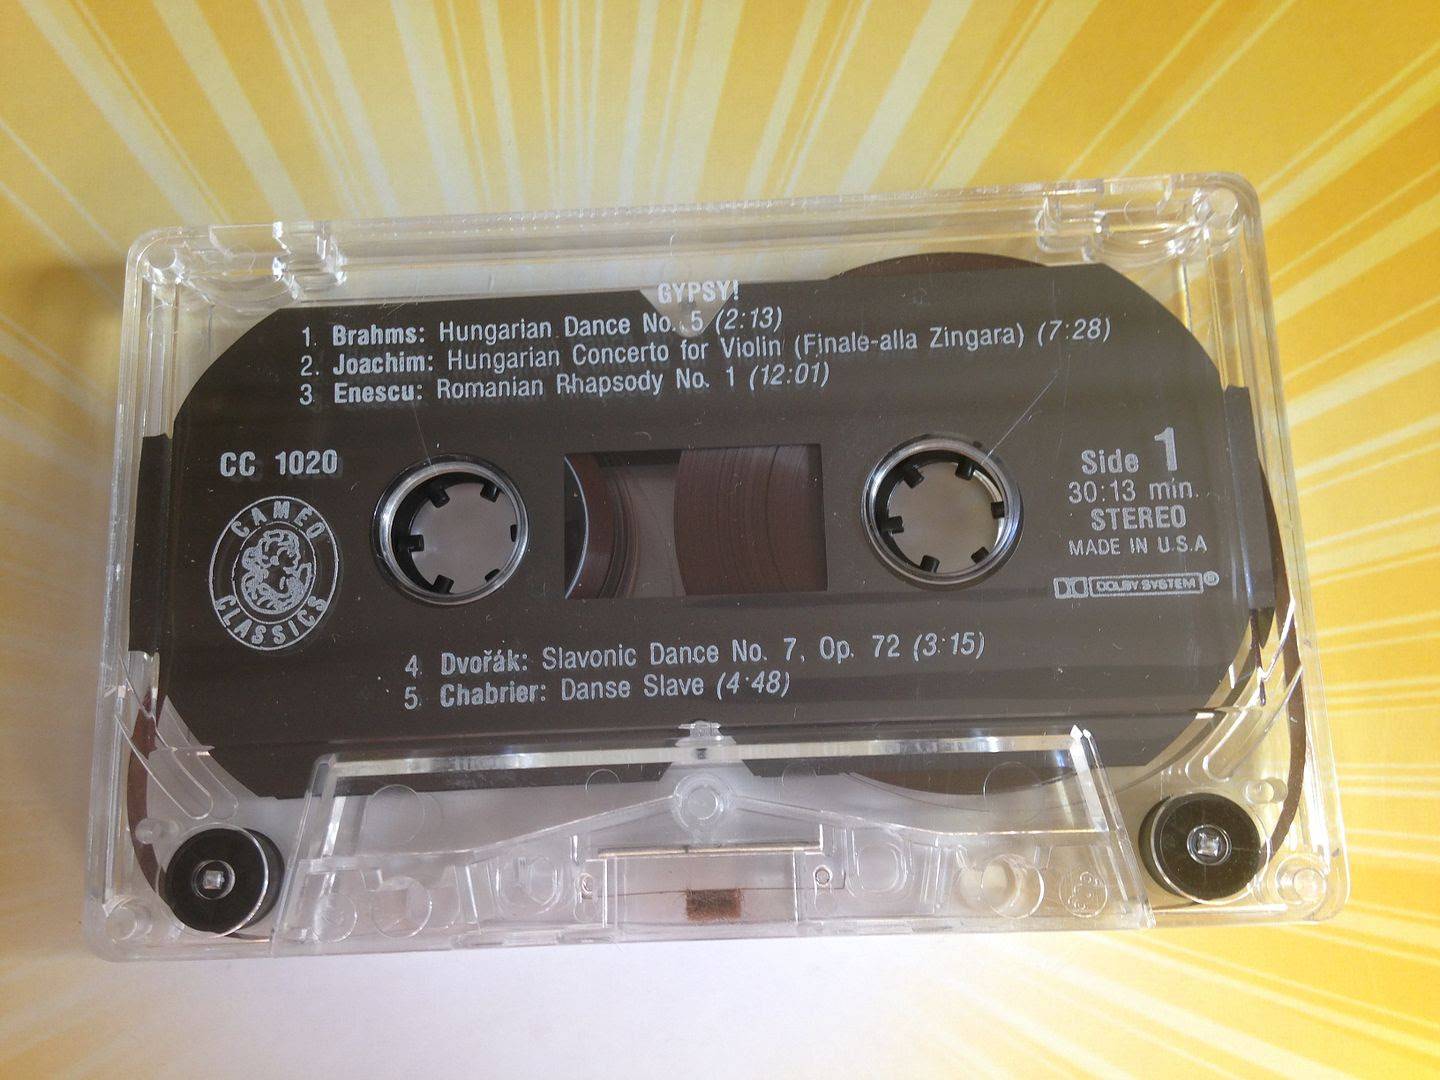 GYPSY!
1. Brahms: Hungarian Dance No. 5 (2:13)
2. Joachim: Hungarian Concerto for Violin (Finale-alla Zingara) (7:28)
3. Enescu: Romanian Rhapsody No. 1 (12:01)
CC 1020
CAMEO CLASSICS
Side 1
30:13 min.
STEREO
MADE IN U.S.A
DOLBY SYSTEM®
4. Dvořák: Slavonic Dance No. 7, Op. 72 (3:15)
5. Chabrier: Danse Slave (4:48)